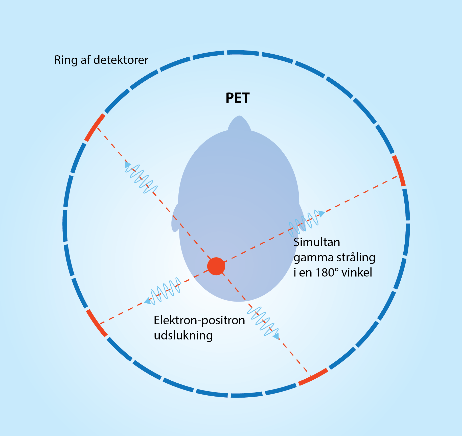 Ring af detektorer
PET
Simultan
gamma stråling
i en 180° vinkel
Elektron-positron
udslukning